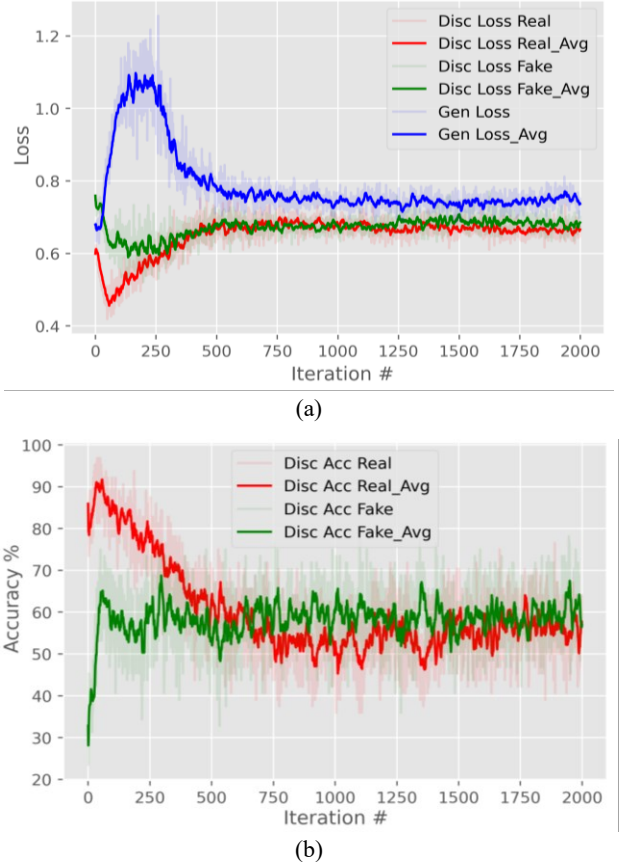 1.2
1.0
0.8
0.6
0.4
Loss
Disc Loss Real
Disc Loss Real_Avg
Disc Loss Fake
Disc Loss Fake_Avg
Gen Loss
Gen Loss_Avg
0 250 500 750 1000 1250 1500 1750 2000
Iteration #
(a)
100
90
80
70
60
50
40
30
20
Accuracy %
Disc Acc Real
Disc Acc Real_Avg
Disc Acc Fake
Disc Acc Fake_Avg
0 250 500 750 1000 1250 1500 1750 2000
Iteration #
(b)